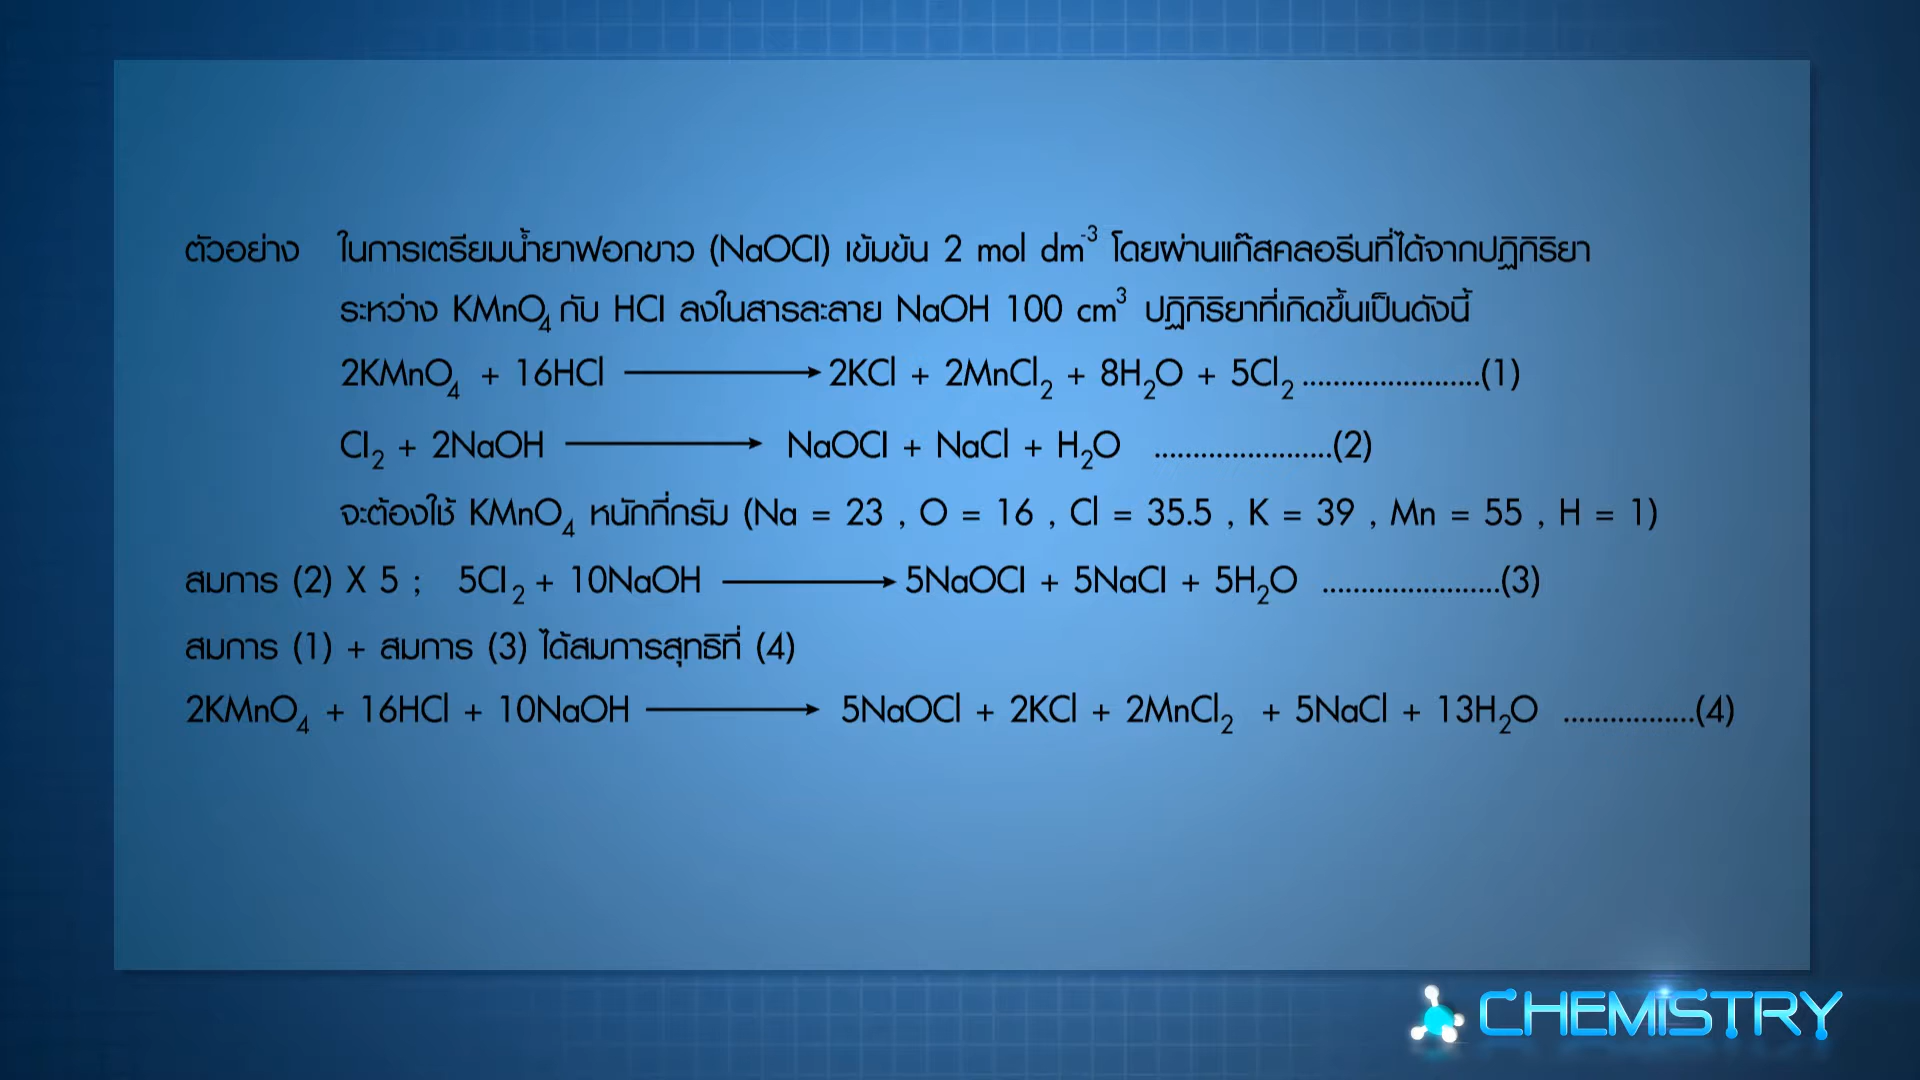 ตัวอย่าง ในการเตรียมน้ำยาฟอกขาว (NaOCl) เข้มข้น 2 mol dm⁻³ โดยผ่านแก๊สคลอรีนที่ได้จากปฏิกิริยา
ระหว่าง KMnO₄ กับ HCl ลงในสารละลาย NaOH 100 cm³ ปฏิกิริยาที่เกิดขึ้นเป็นดังนี้
2KMnO₄ + 16HCl ⟶ 2KCl + 2MnCl₂ + 8H₂O + 5Cl₂ .......................(1)
Cl₂ + 2NaOH ⟶ NaOCl + NaCl + H₂O .......................(2)
จะต้องใช้ KMnO₄ หนักกี่กรัม (Na = 23 , O = 16 , Cl = 35.5 , K = 39 , Mn = 55 , H = 1)
สมการ (2) X 5 ; 5Cl₂ + 10NaOH ⟶ 5NaOCl + 5NaCl + 5H₂O .......................(3)
สมการ (1) + สมการ (3) ได้สมการสุทธิที่ (4)
2KMnO₄ + 16HCl + 10NaOH ⟶ 5NaOCl + 2KCl + 2MnCl₂ + 5NaCl + 13H₂O .................(4)
CHEMiSTRY